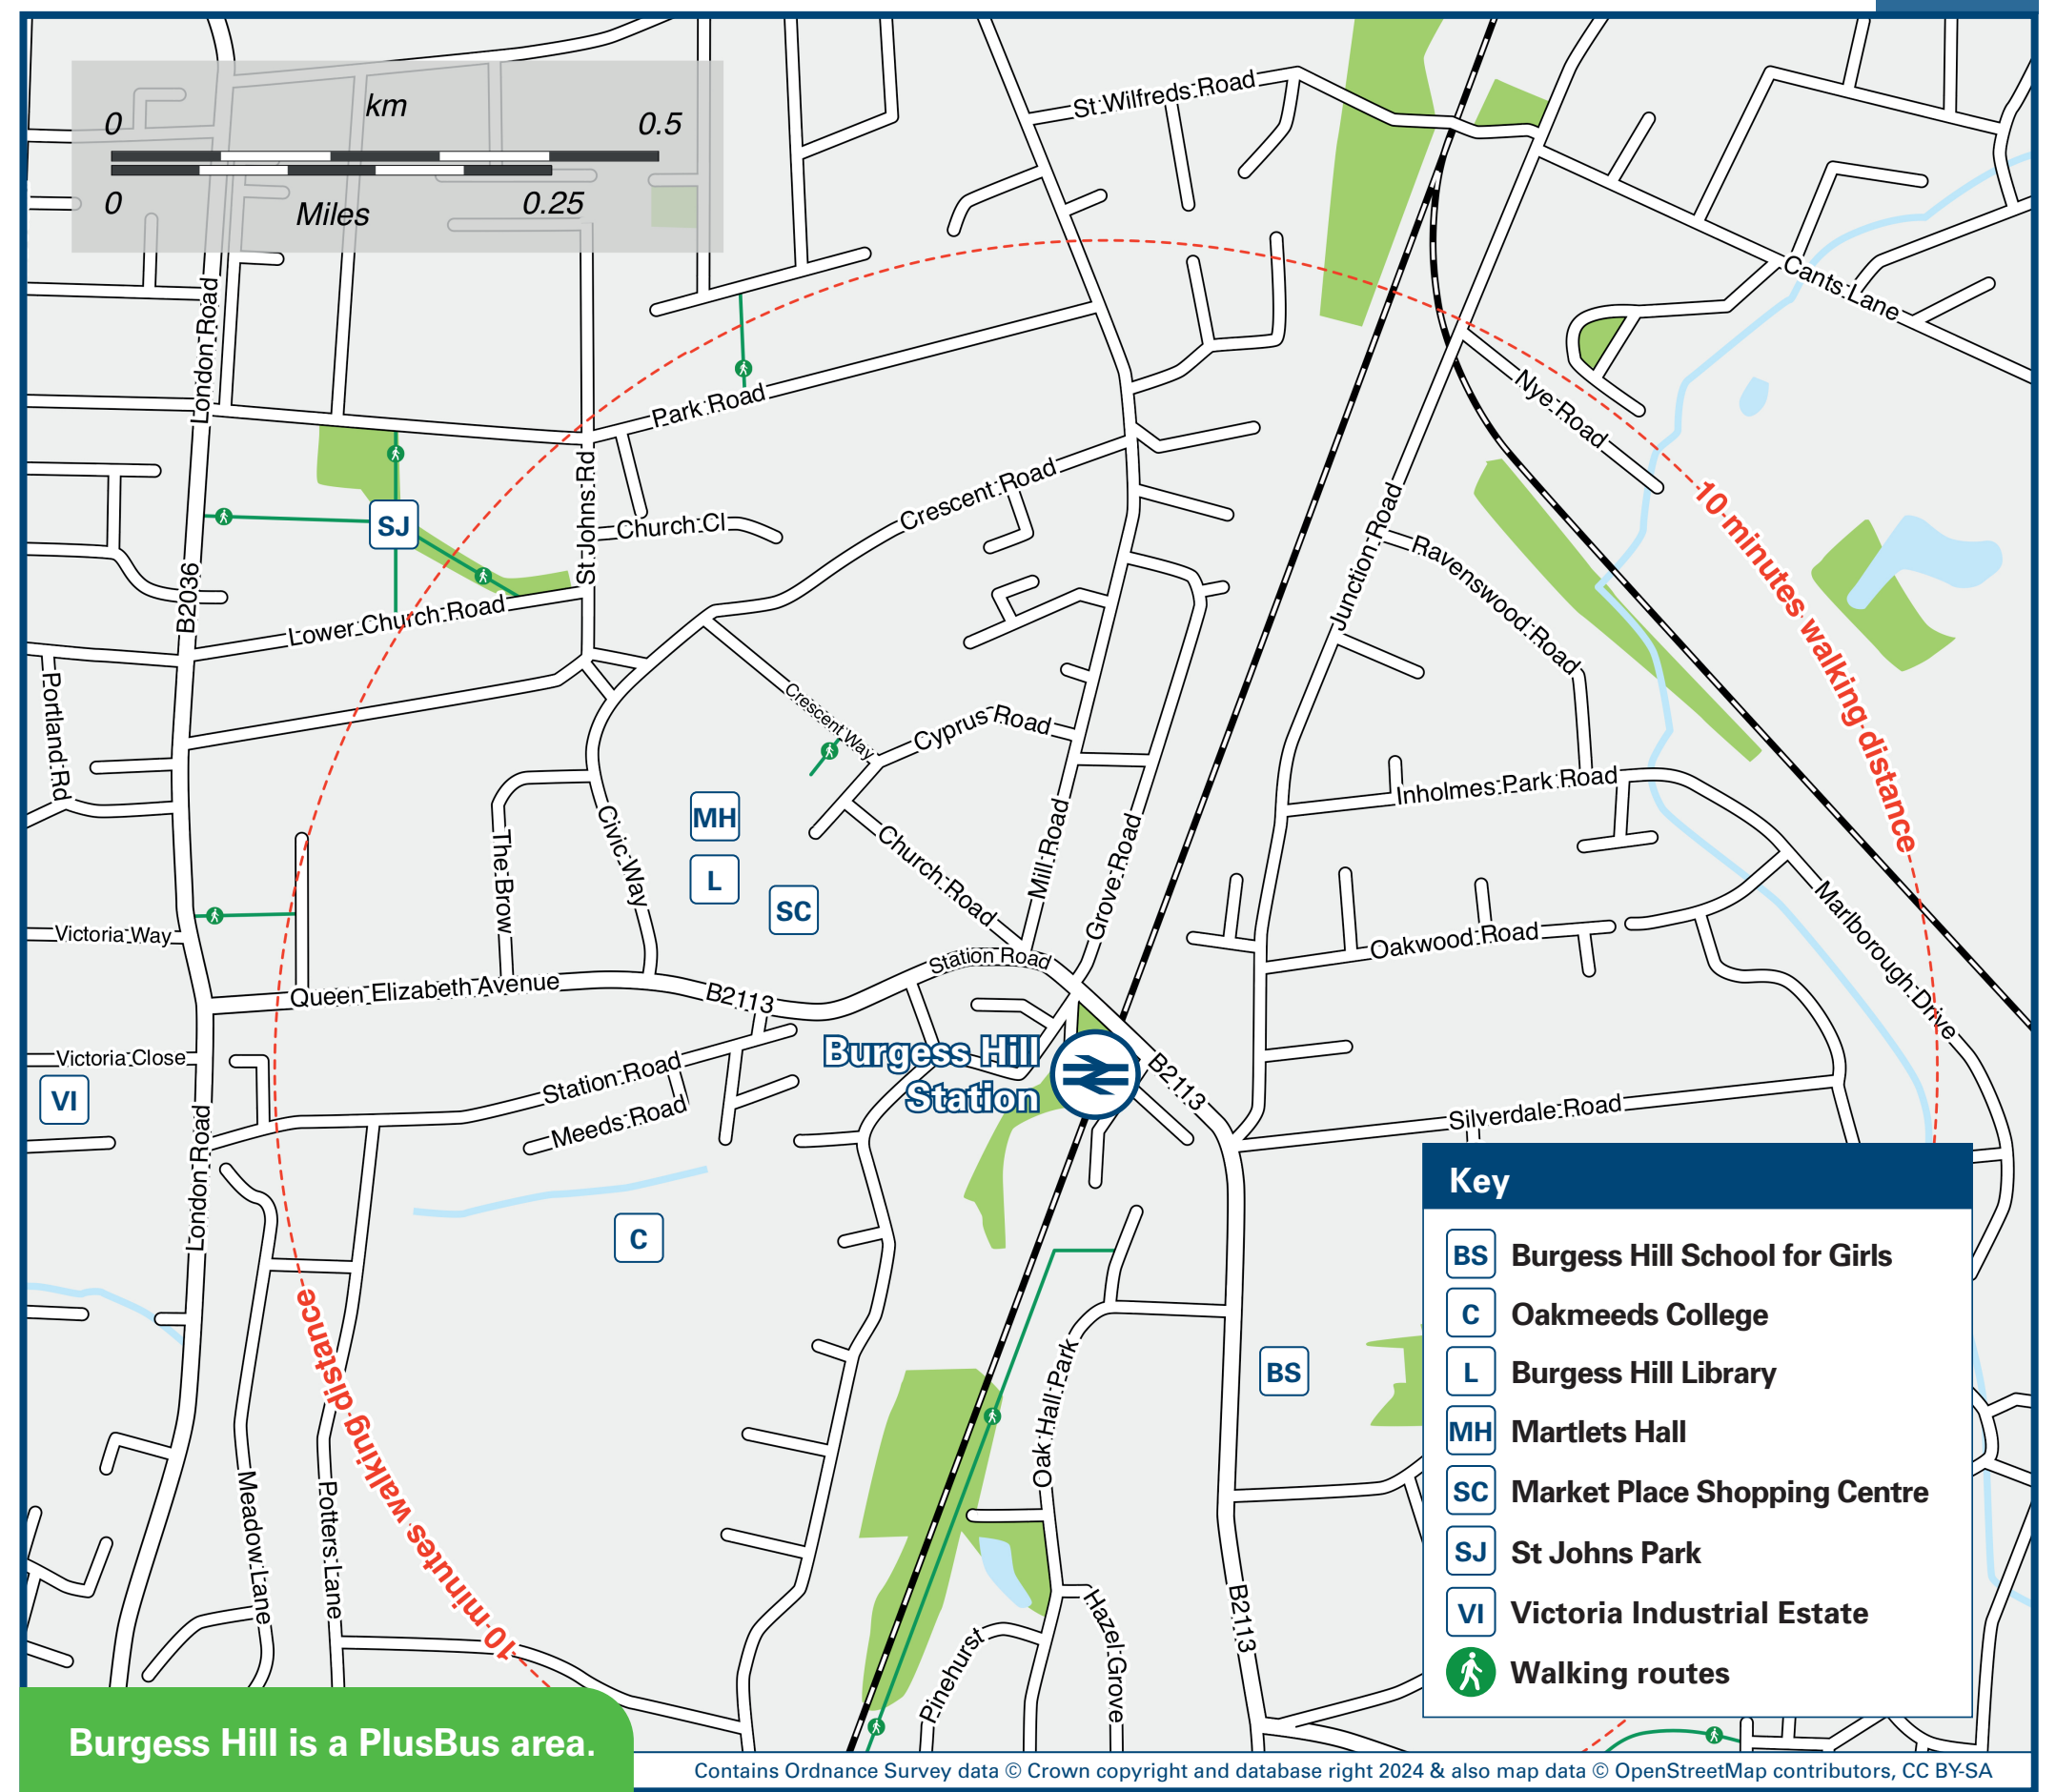 km
0
0.5
0
Miles
0.25
St Wilfreds Road
London Road
Cants Lane
Park Road
Nye Road
St Johns Rd
Crescent Road
10 minutes walking distance
SJ
Church Cl
Junction Road
Ravenswood Road
B2036
Lower Church Road
Portland Rd
Crescent Way
Cyprus Road
Inholmes Park Road
MH
Civic Way
The Brow
Church Road
Mill Road
Grove Road
L
SC
Marlborough Drive
Victoria Way
Oakwood Road
Station Road
Queen Elizabeth Avenue
B2113
Burgess Hill
Station
Victoria Close
B2113
VI
Station Road
Meeds Road
Silverdale Road
London Road
C
10 minutes walking distance
BS
Oak Hall Park
Meadow Lane
Potters Lane
B2113
Hazel Grove
Pinehurst
Key
BS Burgess Hill School for Girls
C Oakmeeds College
L Burgess Hill Library
MH Martlets Hall
SC Market Place Shopping Centre
SJ St Johns Park
VI Victoria Industrial Estate
Walking routes
Burgess Hill is a PlusBus area.
Contains Ordnance Survey data © Crown copyright and database right 2024 & also map data © OpenStreetMap contributors, CC BY-SA